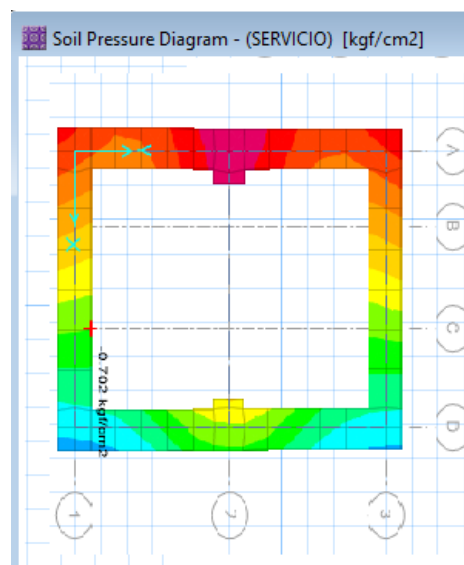 Soil Pressure Diagram - (SERVICIO) [kgf/cm2]
Y
A
X
B
C
-0.702 kgf/cm2
D
1
2
3